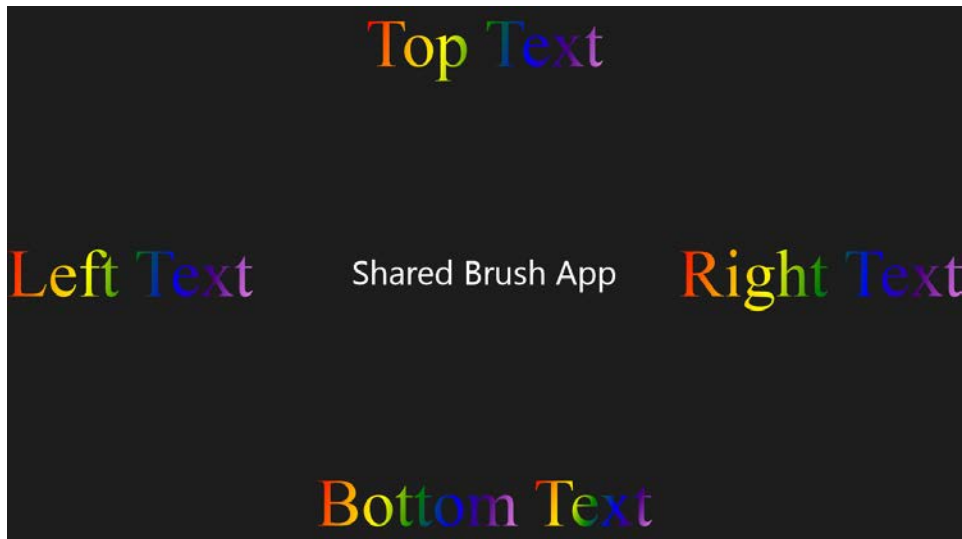 Top Text
Left Text
Shared Brush App
Right Text
Bottom Text